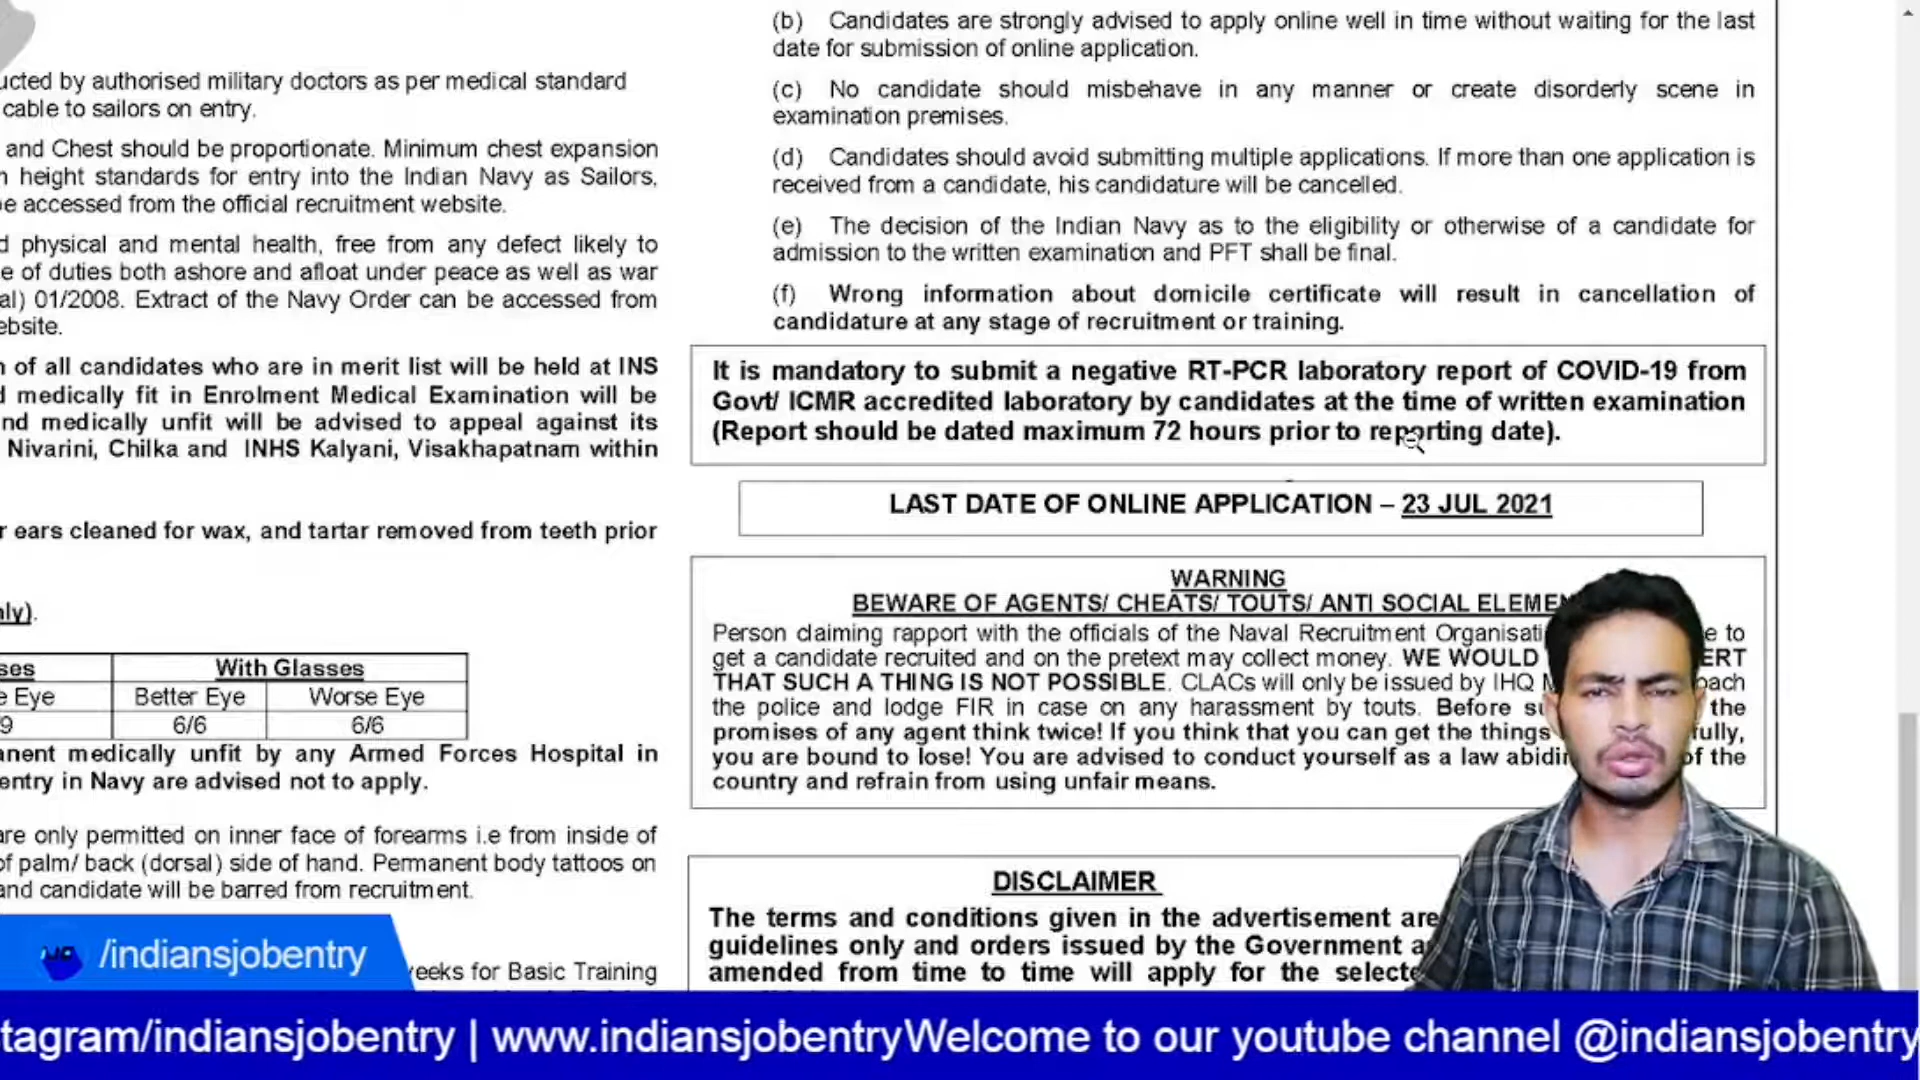 ucted by authorised military doctors as per medical standard
cable to sailors on entry.
and Chest should be proportionate. Minimum chest expansion
height standards for entry into the Indian Navy as Sailors,
be accessed from the official recruitment website.
physical and mental health, free from any defect likely to
e of duties both ashore and afloat under peace as well as war
al) 01/2008. Extract of the Navy Order can be accessed from
ebsite.
n of all candidates who are in merit list will be held at INS
d medically fit in Enrolment Medical Examination will be
nd medically unfit will be advised to appeal against its
Nivarini, Chilka and INHS Kalyani, Visakhapatnam within
r ears cleaned for wax, and tartar removed from teeth prior
nly).
ses With Glasses
e Eye Better Eye Worse Eye
9 6/6 6/6
anent medically unfit by any Armed Forces Hospital in
entry in Navy are advised not to apply.
are only permitted on inner face of forearms i.e from inside of
of palm/ back (dorsal) side of hand. Permanent body tattoos on
and candidate will be barred from recruitment.
/indiansjobentry
eeks for Basic Training
(b) Candidates are strongly advised to apply online well in time without waiting for the last
date for submission of online application.
(c) No candidate should misbehave in any manner or create disorderly scene in
examination premises.
(d) Candidates should avoid submitting multiple applications. If more than one application is
received from a candidate, his candidature will be cancelled.
(e) The decision of the Indian Navy as to the eligibility or otherwise of a candidate for
admission to the written examination and PFT shall be final.
(f) Wrong information about domicile certificate will result in cancellation of
candidature at any stage of recruitment or training.
It is mandatory to submit a negative RT-PCR laboratory report of COVID-19 from
Govt/ ICMR accredited laboratory by candidates at the time of written examination
(Report should be dated maximum 72 hours prior to reporting date).
LAST DATE OF ONLINE APPLICATION – 23 JUL 2021
WARNING
BEWARE OF AGENTS/ CHEATS/ TOUTS/ ANTI SOCIAL ELEMEN
Person claiming rapport with the officials of the Naval Recruitment Organisati e to
get a candidate recruited and on the pretext may collect money. WE WOULD ERT
THAT SUCH A THING IS NOT POSSIBLE. CLACs will only be issued by IHQ oach
the police and lodge FIR in case on any harassment by touts. Before su the
promises of any agent think twice! If you think that you can get the things fully,
you are bound to lose! You are advised to conduct yourself as a law abidin of the
country and refrain from using unfair means.
DISCLAIMER
The terms and conditions given in the advertisement are
guidelines only and orders issued by the Government a
amended from time to time will apply for the selecte
tagram/indiansjobentry | www.indiansjobentryWelcome to our youtube channel @indiansjobentry